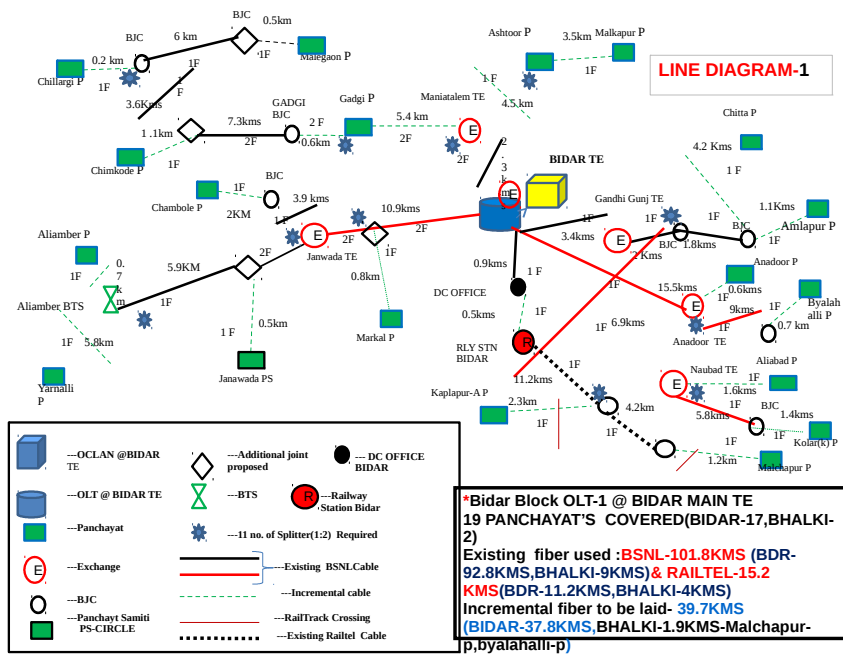 BJC
6 km
0.5km
BJC
1F
Malegaon P
0.2 km
Chillargi P
1F
1F
1F
3.6Kms
Ashtoor P
3.5km
Malkapur P
1F
1 F
4.5.km
LINE DIAGRAM-1
GADGI
BJC
7.3kms
2F
2 F
0.6km
Gadgi P
5.4 km
2F
Maniatalem TE
E
2F
2.3kms
1 .1km
1F
Chimkode P
BJC
1F
Chambole P
2KM
3.9 kms
1 F
E
Janwada TE
2F
10.9kms
2F
1F
0.8km
Markal P
BIDAR TE
E
Chitta P
4.2 Kms
1 F
Gandhi Gunj TE
1F
1F
3.4kms
E
2 Kms
BJC
1.8kms
1F
BJC
1.1Kms
1F
Amlapur P
Aliamber P
1F
0.7km
5.9KM
2F
1F
Aliamber BTS
1F
5.8km
Yarnalli
P
1 F
0.5km
Janawada PS
0.9kms
1 F
DC OFFICE
0.5kms
1F
RLY STN
BIDAR
R
1F
1F
6.9kms
11.2kms
15.5kms
E
1F
Anadoor P
0.6kms
1F
9kms
1F
Anadoor TE
Byalah
alli P
0.7 km
1F
Kaplapur-A P
2.3km
1F
4.2km
1F
Naubad TE
E
1F
1.6kms
Aliabad P
5.8kms
1F
BJC
1.4kms
1F
Kolar(k) P
1F
1.2km
Malchapur P
---OCLAN @BIDAR
TE
---OLT @ BIDAR TE
---Panchayat
E
---Exchange
---BJC
---Panchayt Samiti
PS-CIRCLE
---Additional joint
proposed
---BTS
---11 no. of Splitter(1:2) Required
--- DC OFFICE
BIDAR
R
---Railway
Station Bidar
---Existing BSNLCable
---Incremental cable
---RailTrack Crossing
---Existing Railtel Cable
*Bidar Block OLT-1 @ BIDAR MAIN TE
19 PANCHAYAT'S COVERED(BIDAR-17,BHALKI-
2)
Existing fiber used :BSNL-101.8KMS (BDR-
92.8KMS,BHALKI-9KMS)& RAILTEL-15.2
KMS(BDR-11.2KMS,BHALKI-4KMS)
Incremental fiber to be laid- 39.7KMS
(BIDAR-37.8KMS,BHALKI-1.9KMS-Malchapur-
p,byalahalli-p)